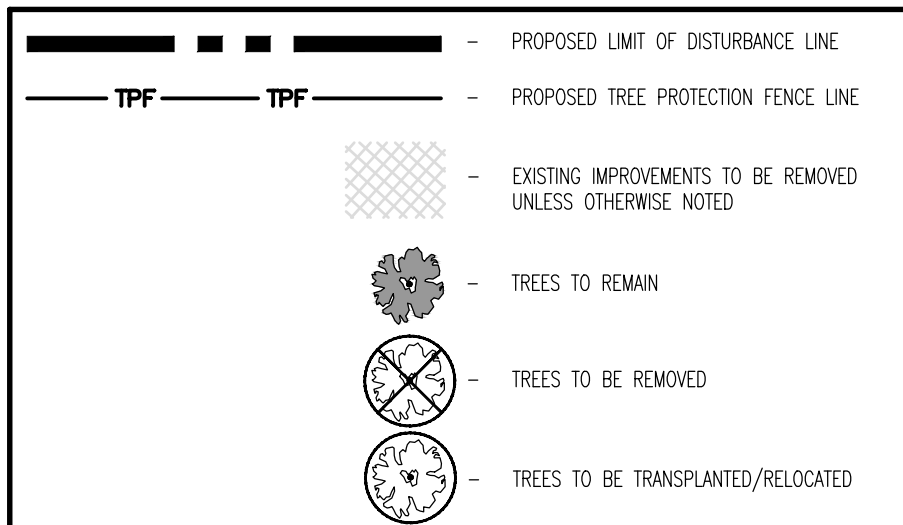 - PROPOSED LIMIT OF DISTURBANCE LINE
TPF TPF - PROPOSED TREE PROTECTION FENCE LINE
- EXISTING IMPROVEMENTS TO BE REMOVED
UNLESS OTHERWISE NOTED
- TREES TO REMAIN
- TREES TO BE REMOVED
- TREES TO BE TRANSPLANTED/RELOCATED